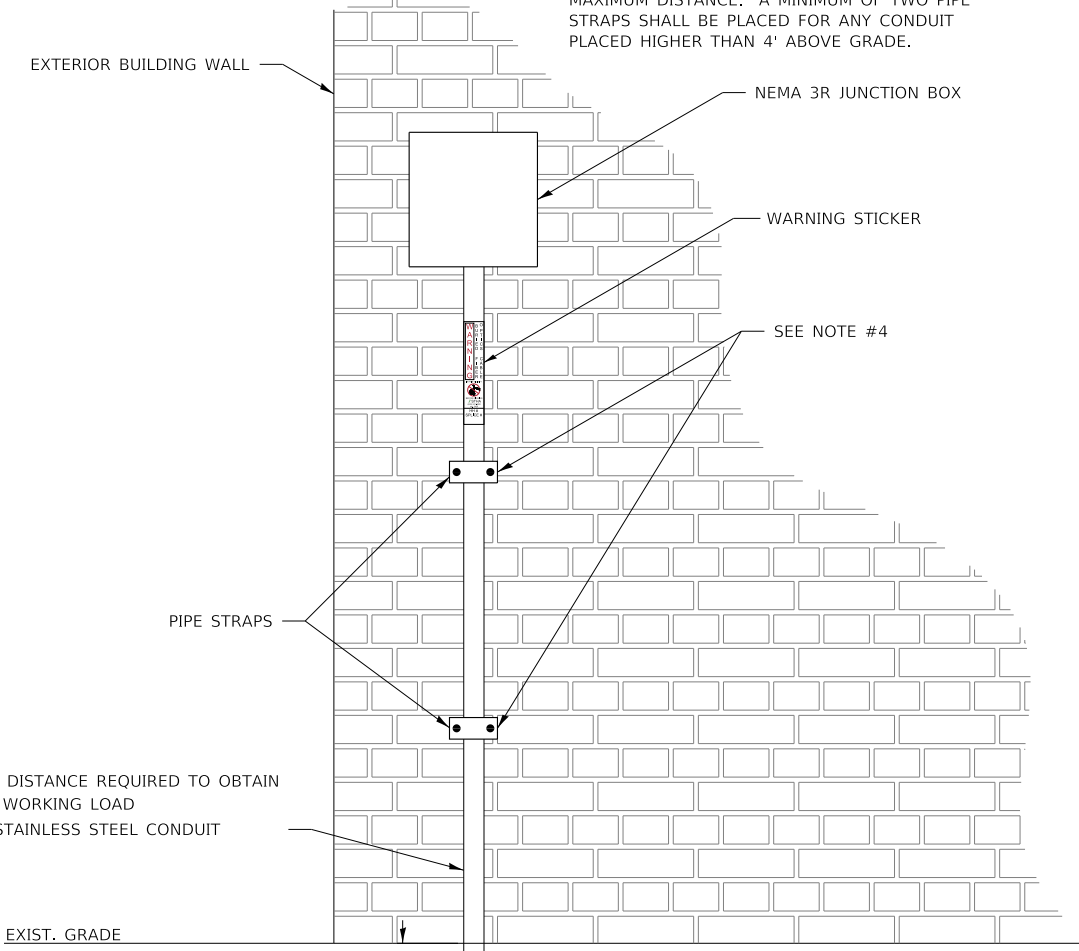 MAXIMUM DISTANCE. A MINIMUM OF TWO PIPE
STRAPS SHALL BE PLACED FOR ANY CONDUIT
PLACED HIGHER THAN 4' ABOVE GRADE.
EXTERIOR BUILDING WALL
NEMA 3R JUNCTION BOX
WARNING STICKER
SEE NOTE #4
WARNING
PIPE STRAPS
DISTANCE REQUIRED TO OBTAIN
WORKING LOAD
STAINLESS STEEL CONDUIT
EXIST. GRADE